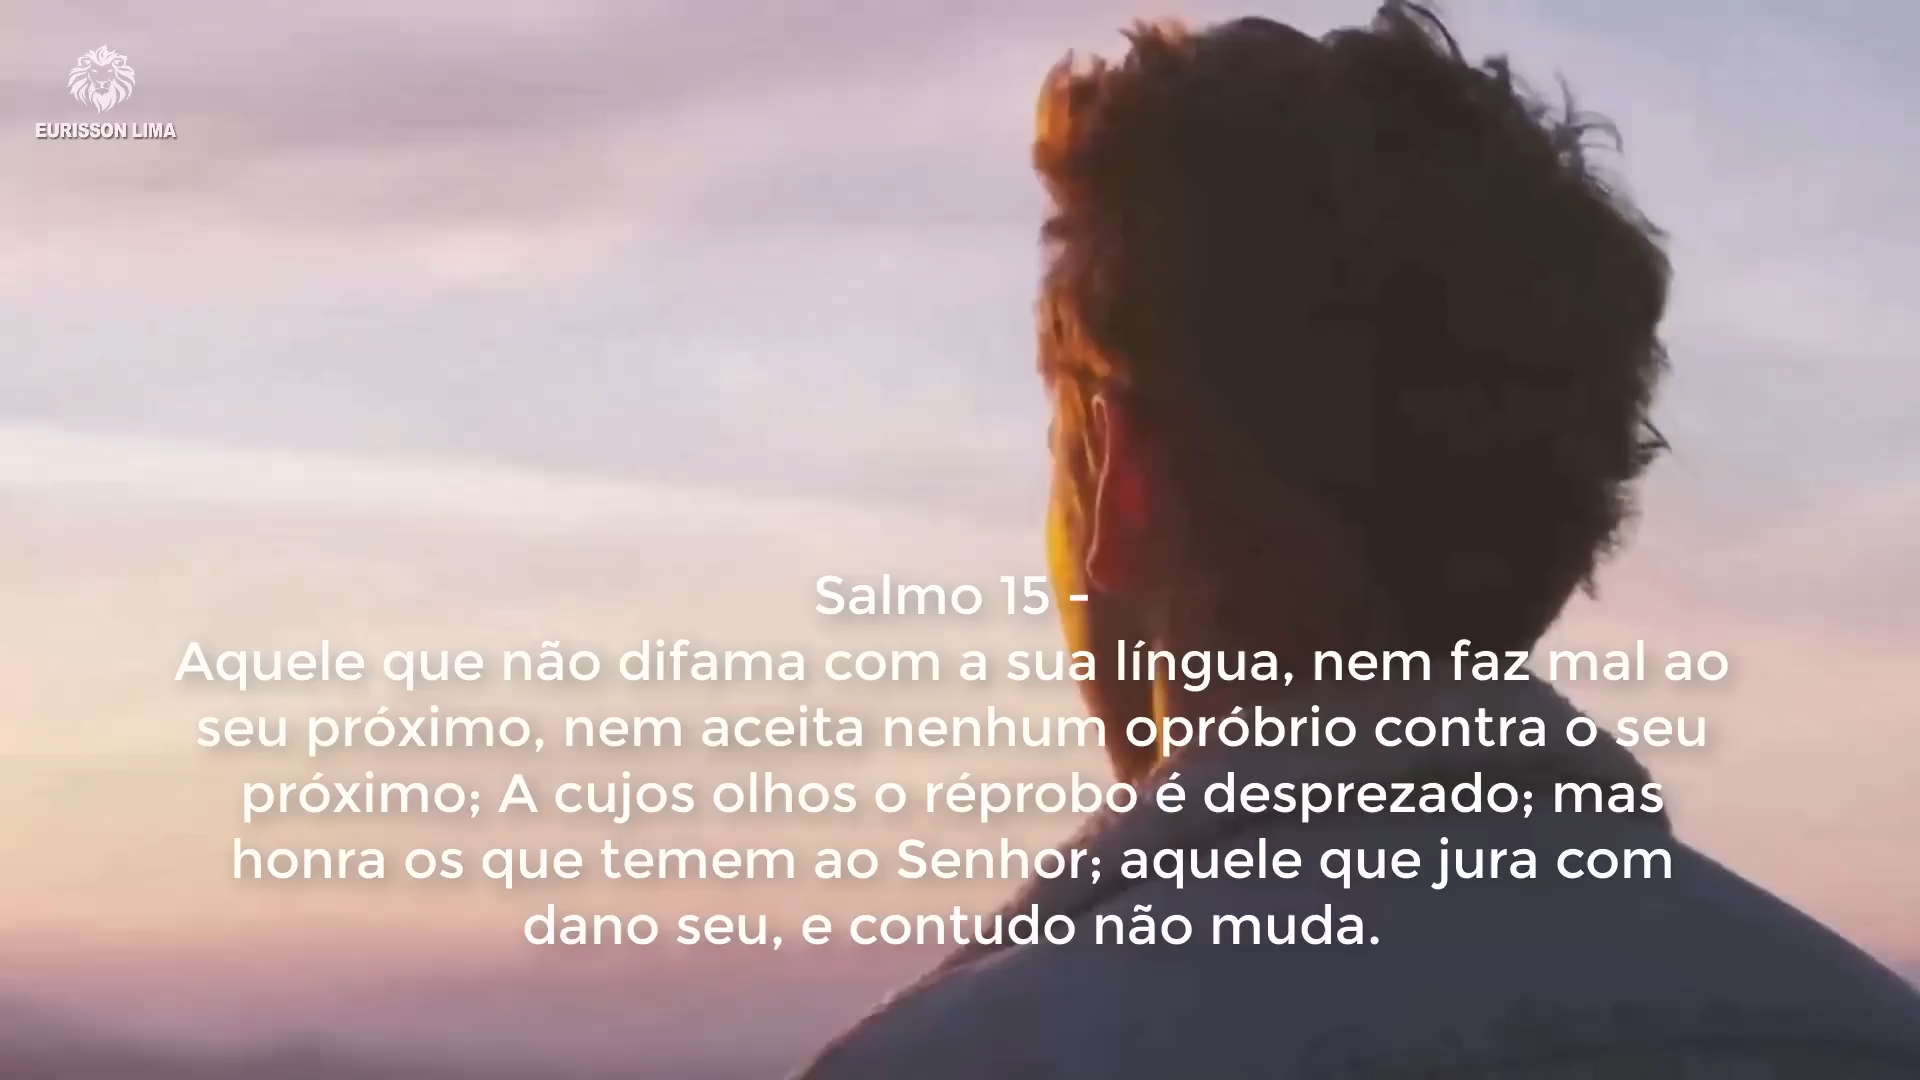 EURISSON LIMA
Salmo 15 -
Aquele que não difama com a sua língua, nem faz mal ao
seu próximo, nem aceita nenhum opróbrio contra o seu
próximo; A cujos olhos o réprobo é desprezado; mas
honra os que temem ao Senhor; aquele que jura com
dano seu, e contudo não muda.